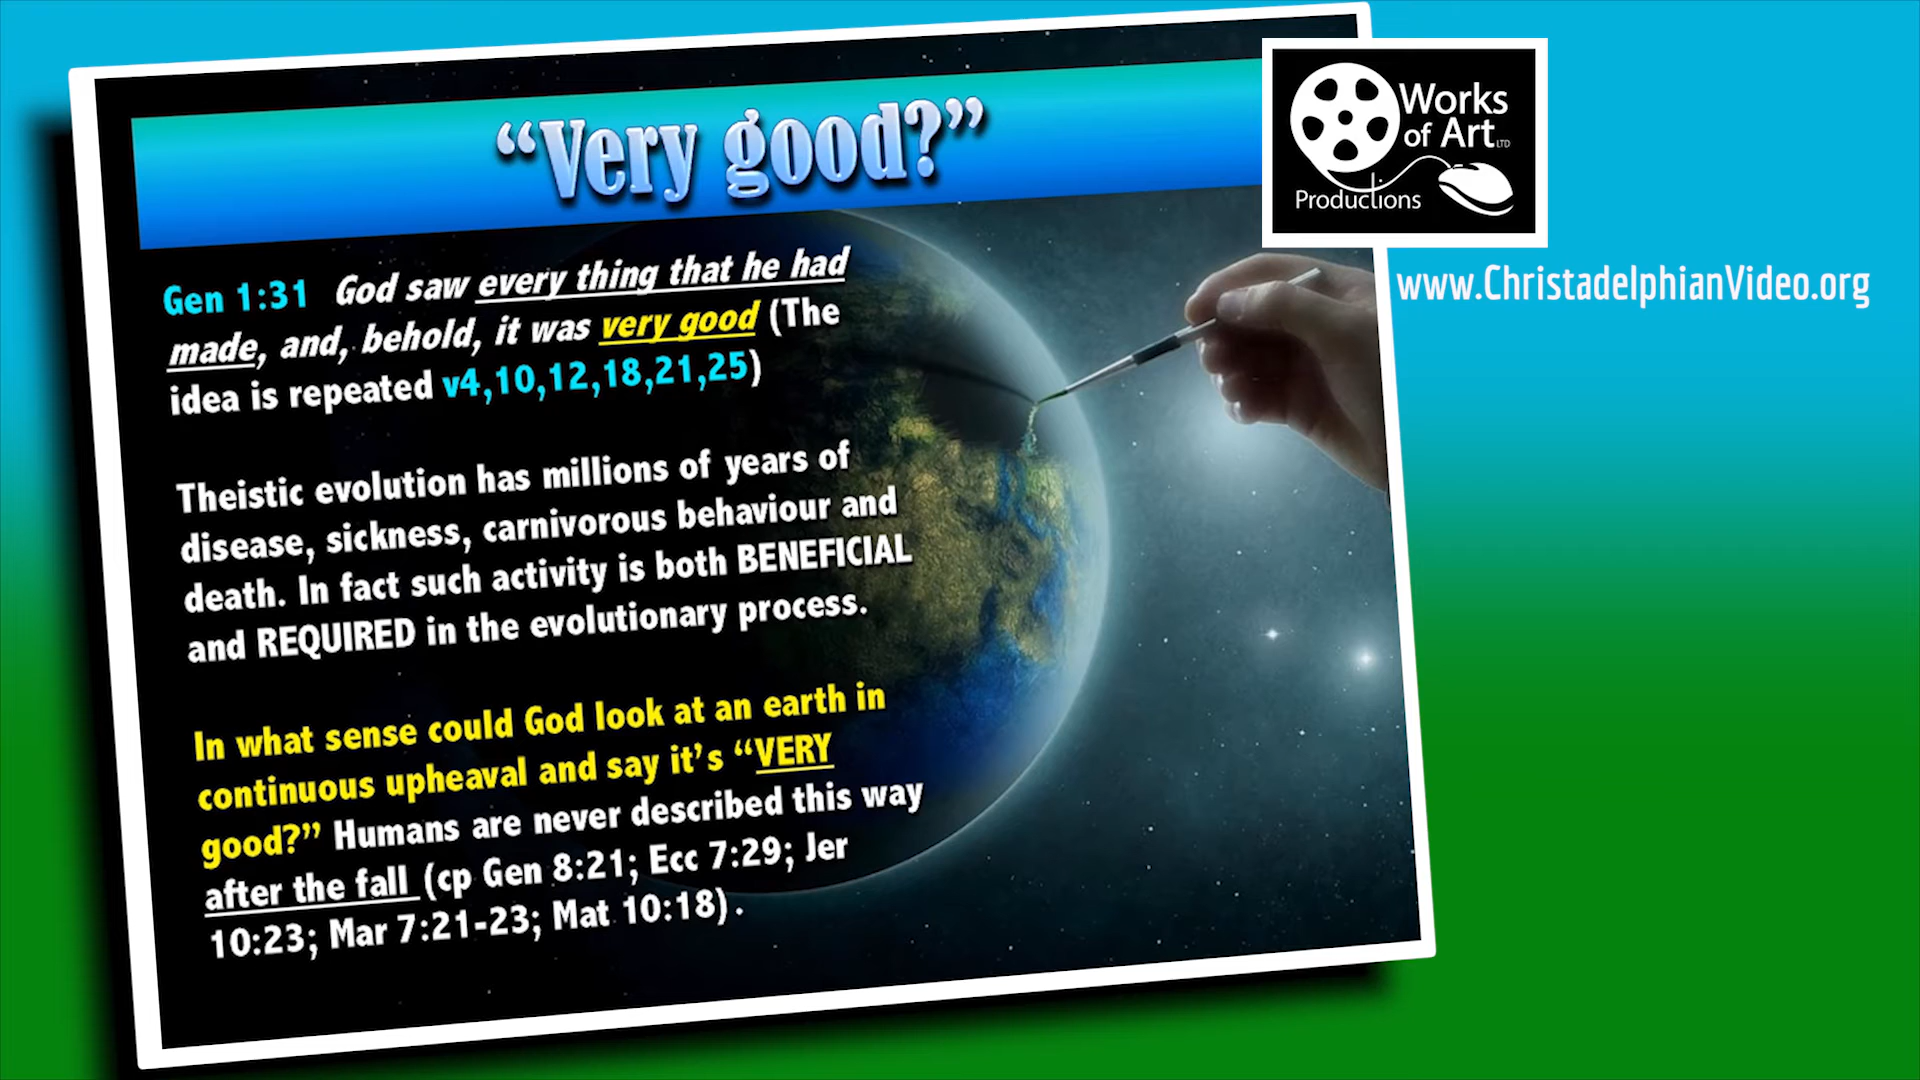 “Very good?”
Gen 1:31 God saw every thing that he had
made, and, behold, it was very good (The
idea is repeated v4,10,12,18,21,25)
Theistic evolution has millions of years of
disease, sickness, carnivorous behaviour and
death. In fact such activity is both BENEFICIAL
and REQUIRED in the evolutionary process.
In what sense could God look at an earth in
continuous upheaval and say it’s “VERY
good?” Humans are never described this way
after the fall (cp Gen 8:21; Ecc 7:29; Jer
10:23; Mar 7:21-23; Mat 10:18).
Works
of Art LTD
Productions
www.ChristadelphianVideo.org